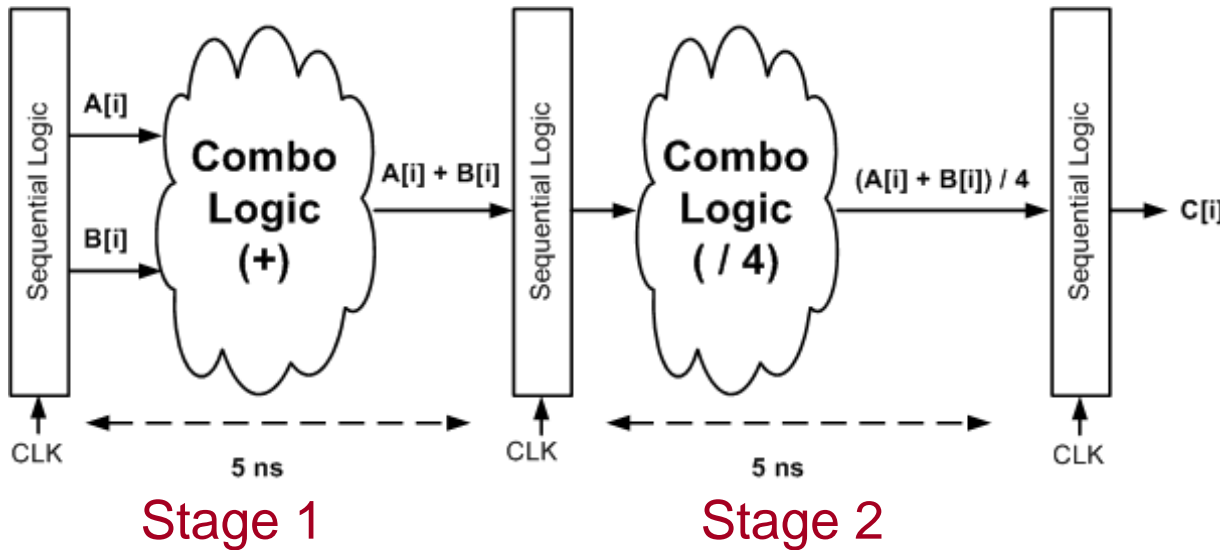 Sequential Logic
A[i]
B[i]
Combo
Logic
(+)
A[i] + B[i]
Sequential Logic
Combo
Logic
( / 4)
(A[i] + B[i]) / 4
Sequential Logic
C[i]
CLK
5 ns
CLK
5 ns
CLK
Stage 1
Stage 2